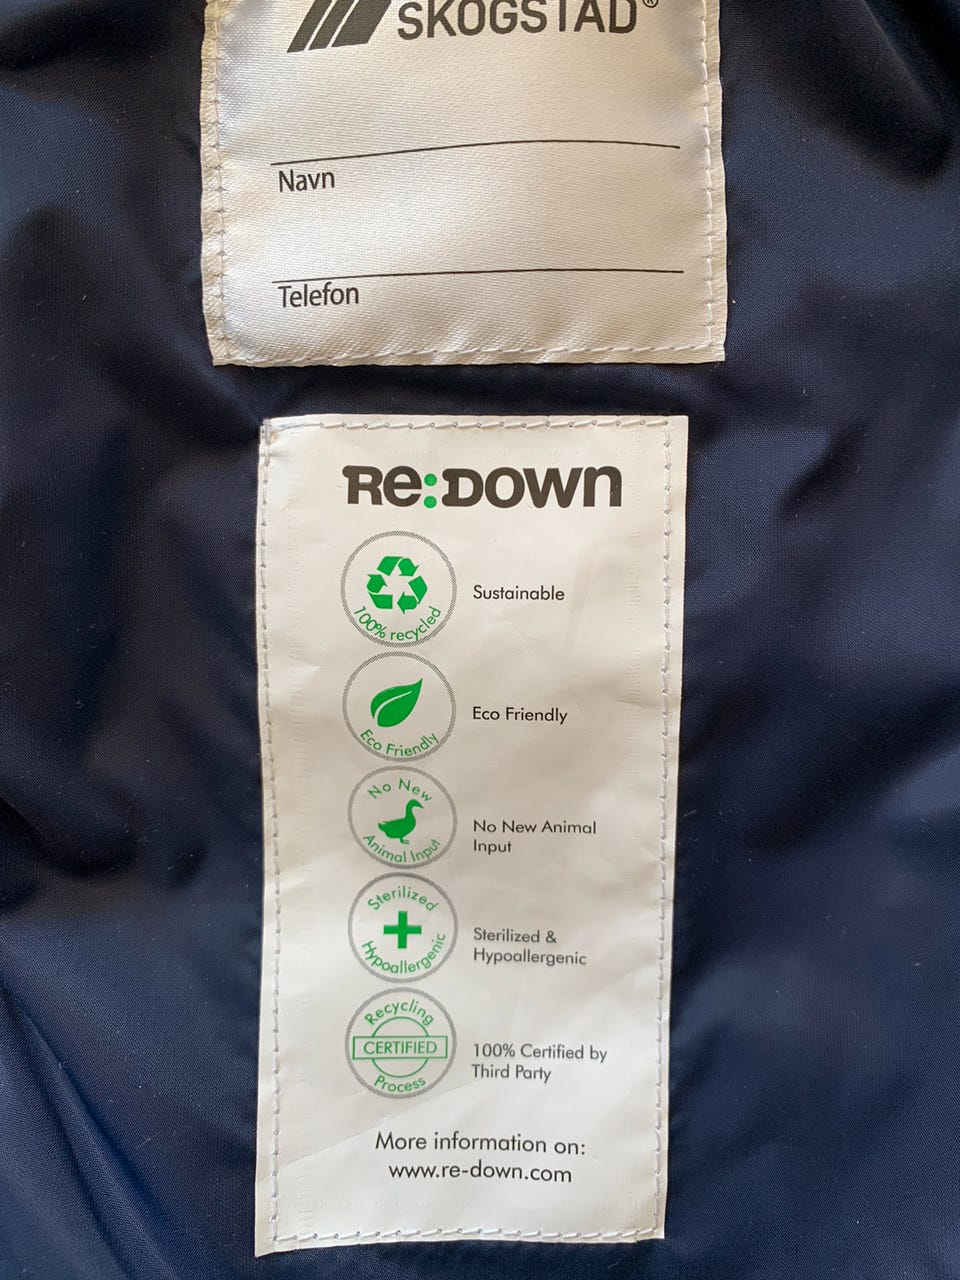 SKOGSTAD®
Navn
Telefon
Re:Down
100% recycled
Sustainable
Eco Friendly
Eco Friendly
No New
Animal Input
No New Animal
Input
Sterilized
Hypoallergenic
Sterilized &
Hypoallergenic
Recycling
CERTIFIED
Process
100% Certified by
Third Party
More information on:
www.re-down.com